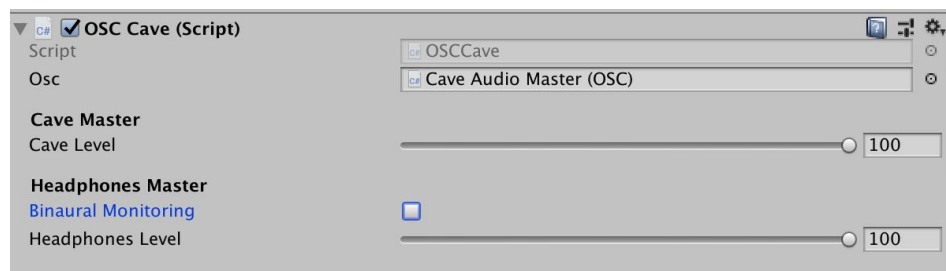 C# OSC Cave (Script)
Script C# OSCCave
Osc C# Cave Audio Master (OSC)
Cave Master
Cave Level 100
Headphones Master
Binaural Monitoring
Headphones Level 100